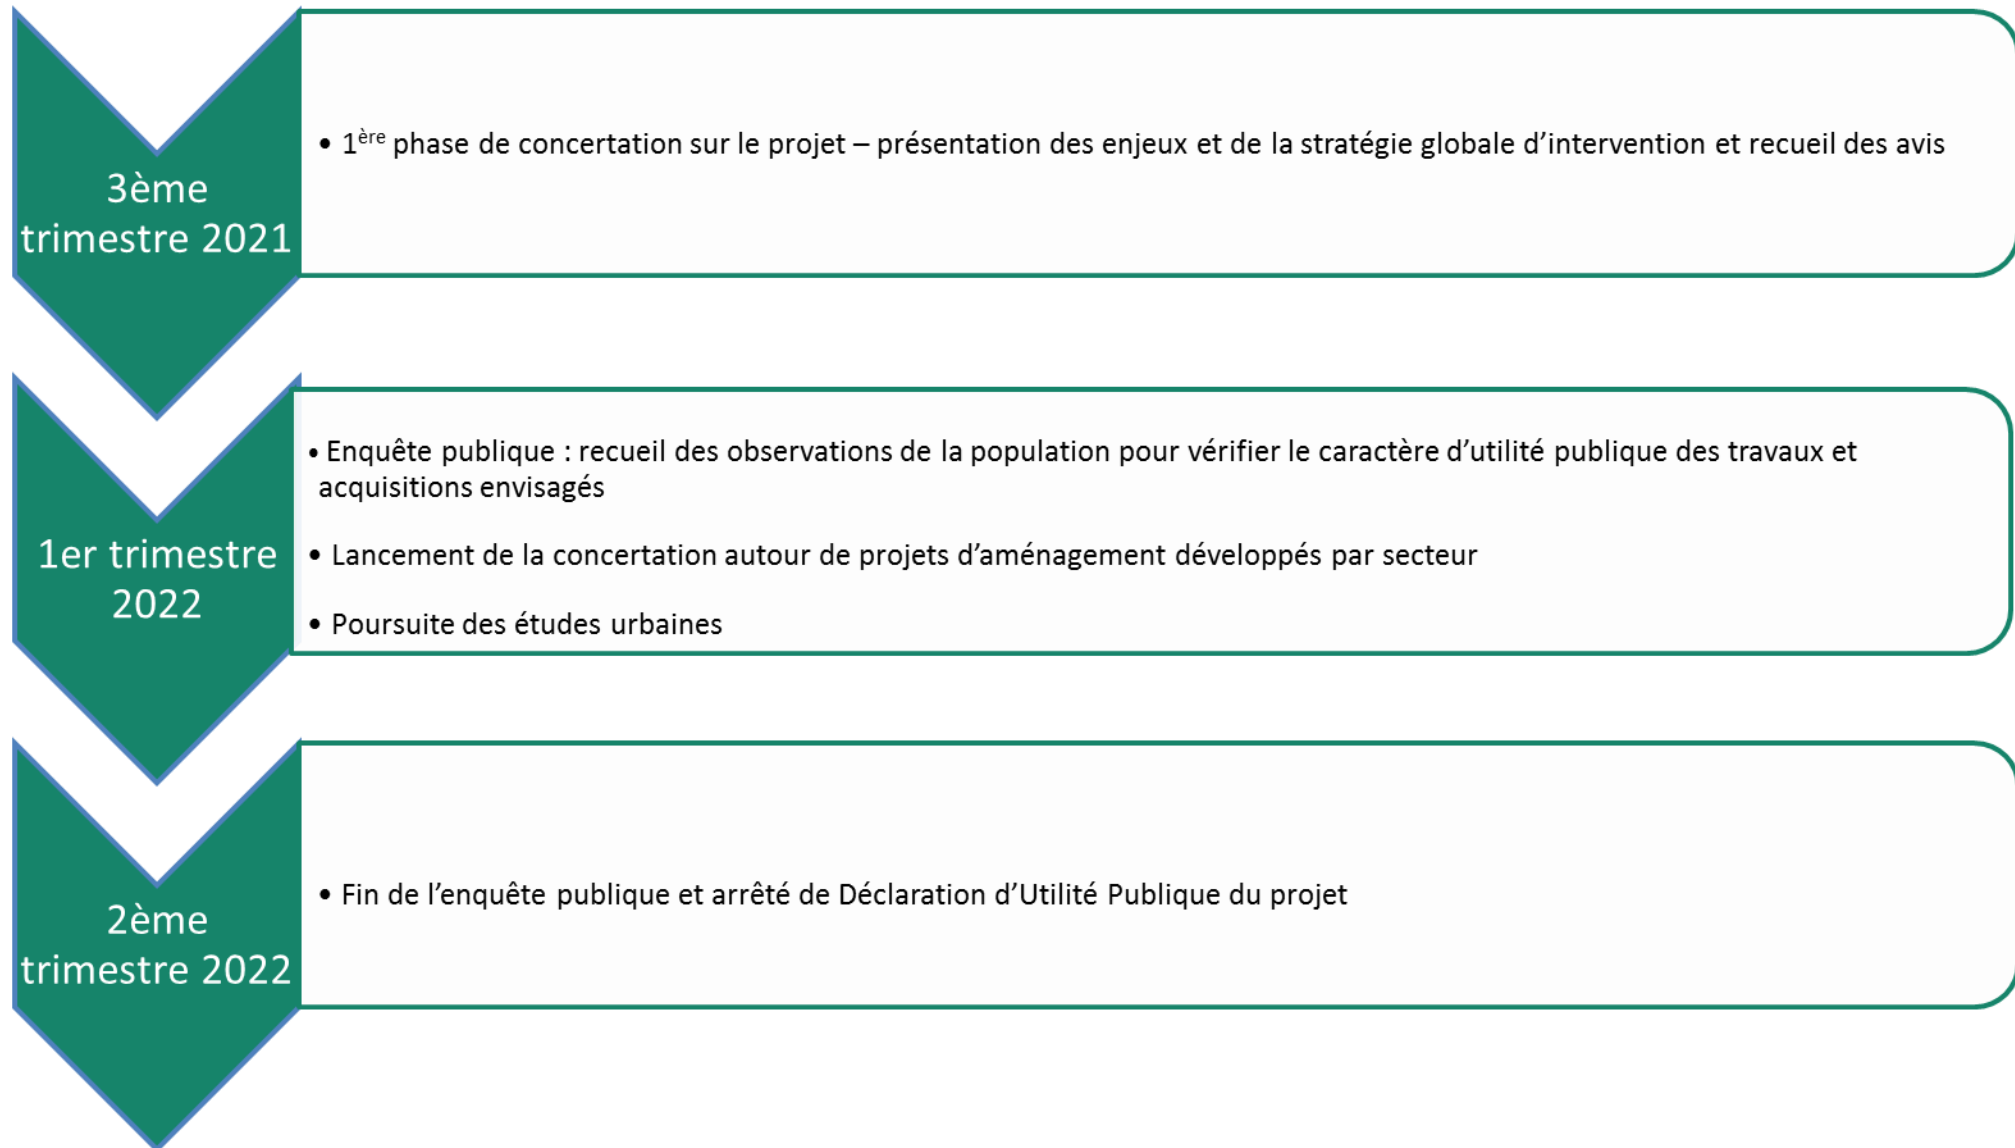 3ème
trimestre 2021
• 1ère phase de concertation sur le projet – présentation des enjeux et de la stratégie globale d’intervention et recueil des avis
1er trimestre
2022
• Enquête publique : recueil des observations de la population pour vérifier le caractère d’utilité publique des travaux et
acquisitions envisagés
• Lancement de la concertation autour de projets d’aménagement développés par secteur
• Poursuite des études urbaines
2ème
trimestre 2022
• Fin de l’enquête publique et arrêté de Déclaration d’Utilité Publique du projet